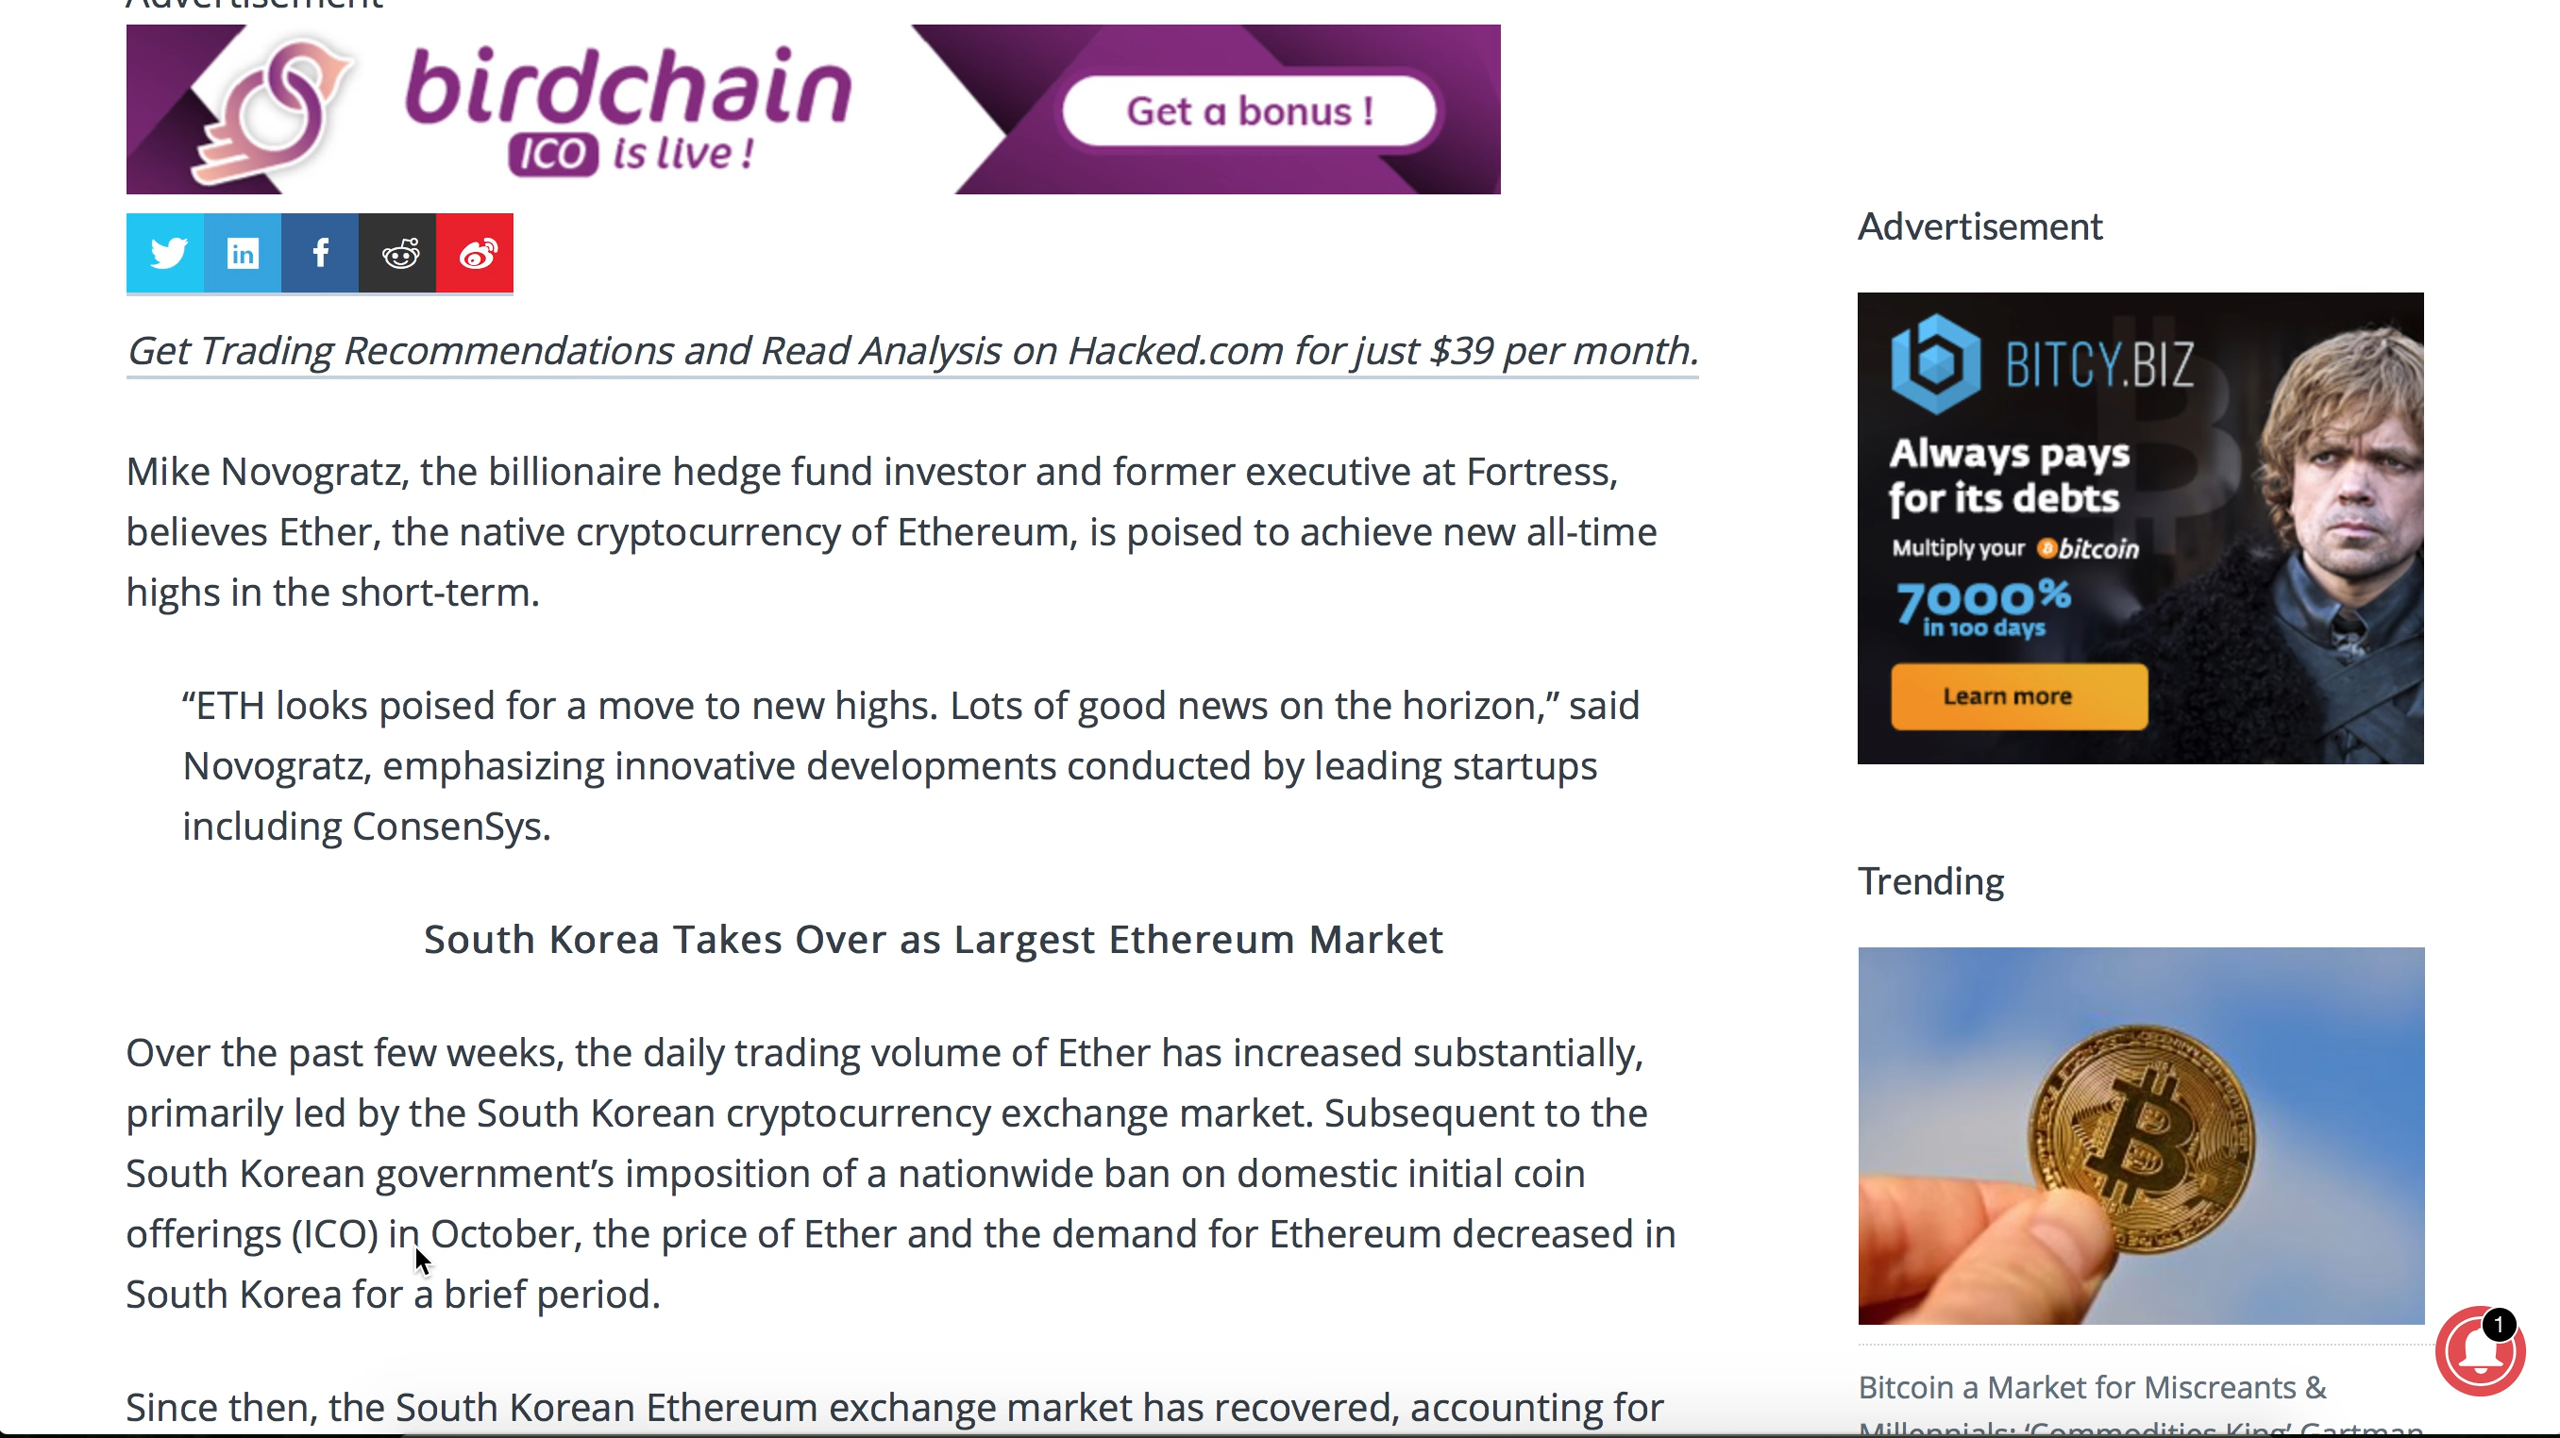 Advertisement
birdchain
ICO is live !
Get a bonus !
in
f
Get Trading Recommendations and Read Analysis on Hacked.com for just $39 per month.
Mike Novogratz, the billionaire hedge fund investor and former executive at Fortress,
believes Ether, the native cryptocurrency of Ethereum, is poised to achieve new all-time
highs in the short-term.
“ETH looks poised for a move to new highs. Lots of good news on the horizon,” said
Novogratz, emphasizing innovative developments conducted by leading startups
including ConsenSys.
South Korea Takes Over as Largest Ethereum Market
Over the past few weeks, the daily trading volume of Ether has increased substantially,
primarily led by the South Korean cryptocurrency exchange market. Subsequent to the
South Korean government’s imposition of a nationwide ban on domestic initial coin
offerings (ICO) in October, the price of Ether and the demand for Ethereum decreased in
South Korea for a brief period.
Since then, the South Korean Ethereum exchange market has recovered, accounting for
Advertisement
BITCY.BIZ
Always pays
for its debts
Multiply your bitcoin
7000%
in 100 days
Learn more
Trending
Bitcoin a Market for Miscreants &
Millennials: ‘Commodities King’ Gartman
1